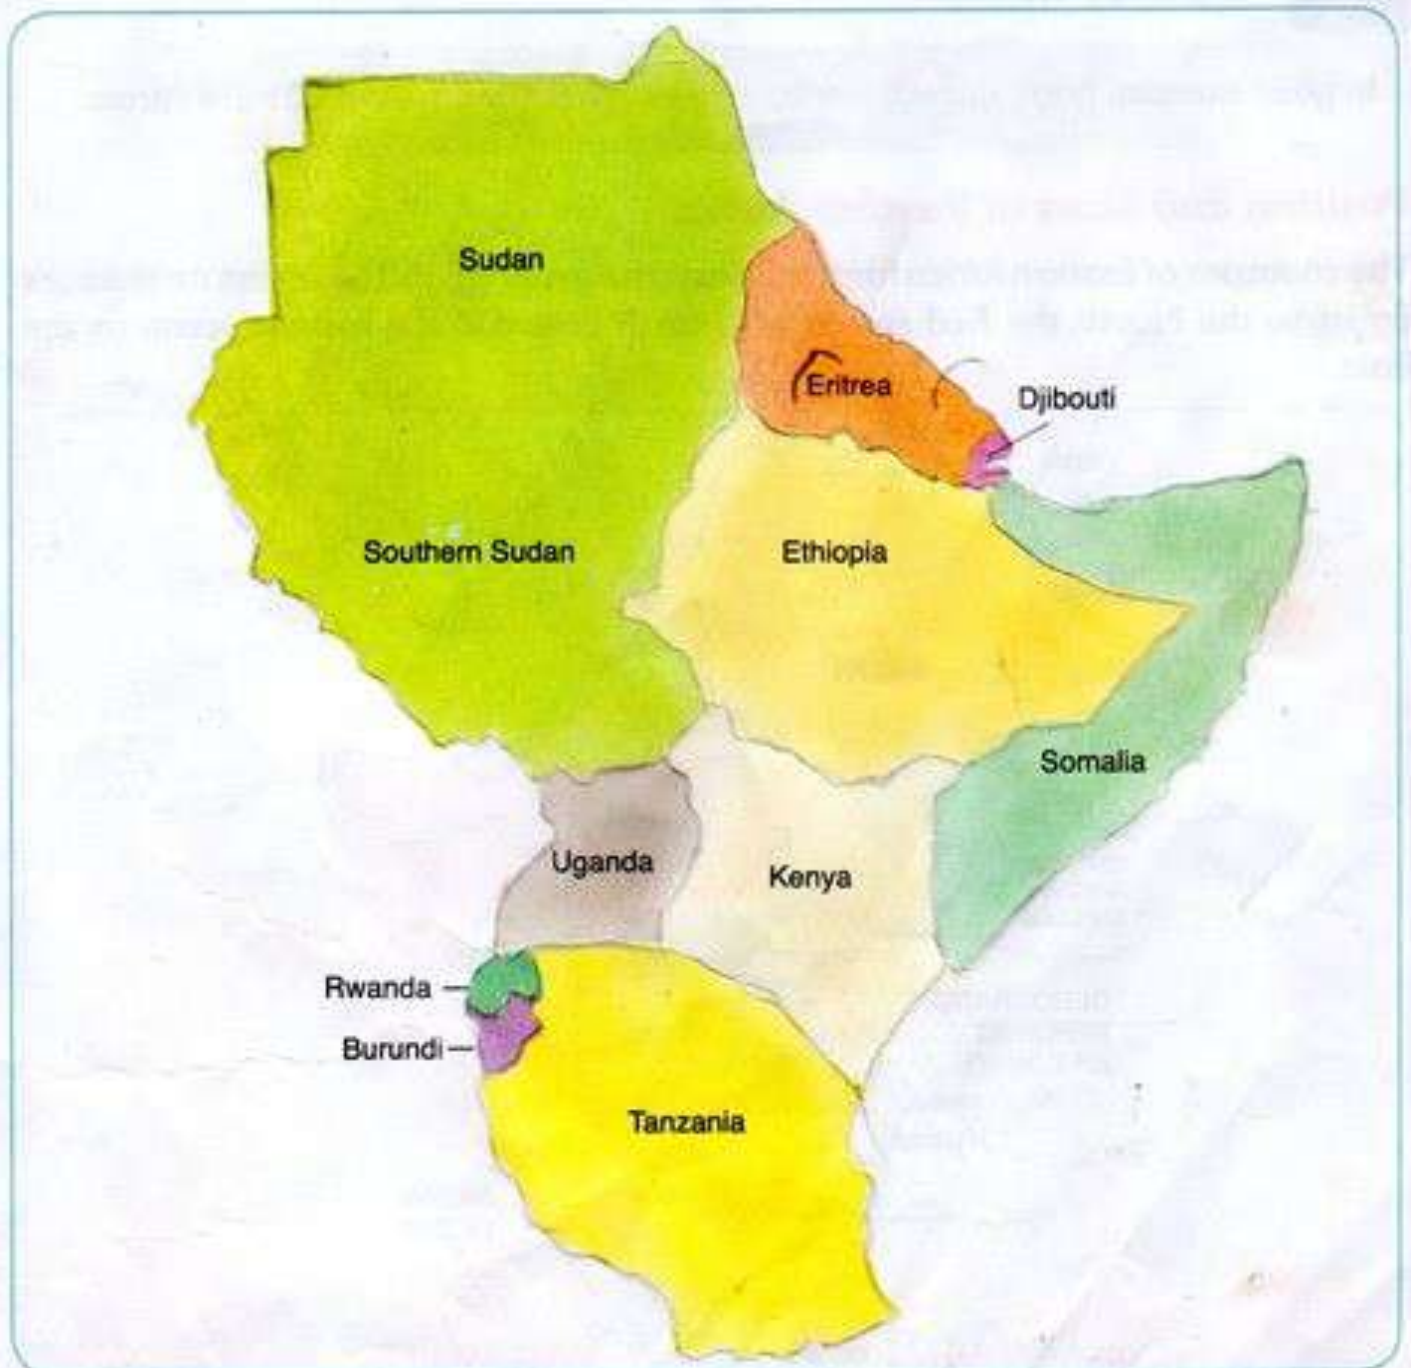 Sudan
Eritrea
Djibouti
Southern Sudan
Ethiopia
Somalia
Uganda
Kenya
Rwanda
Burundi
Tanzania